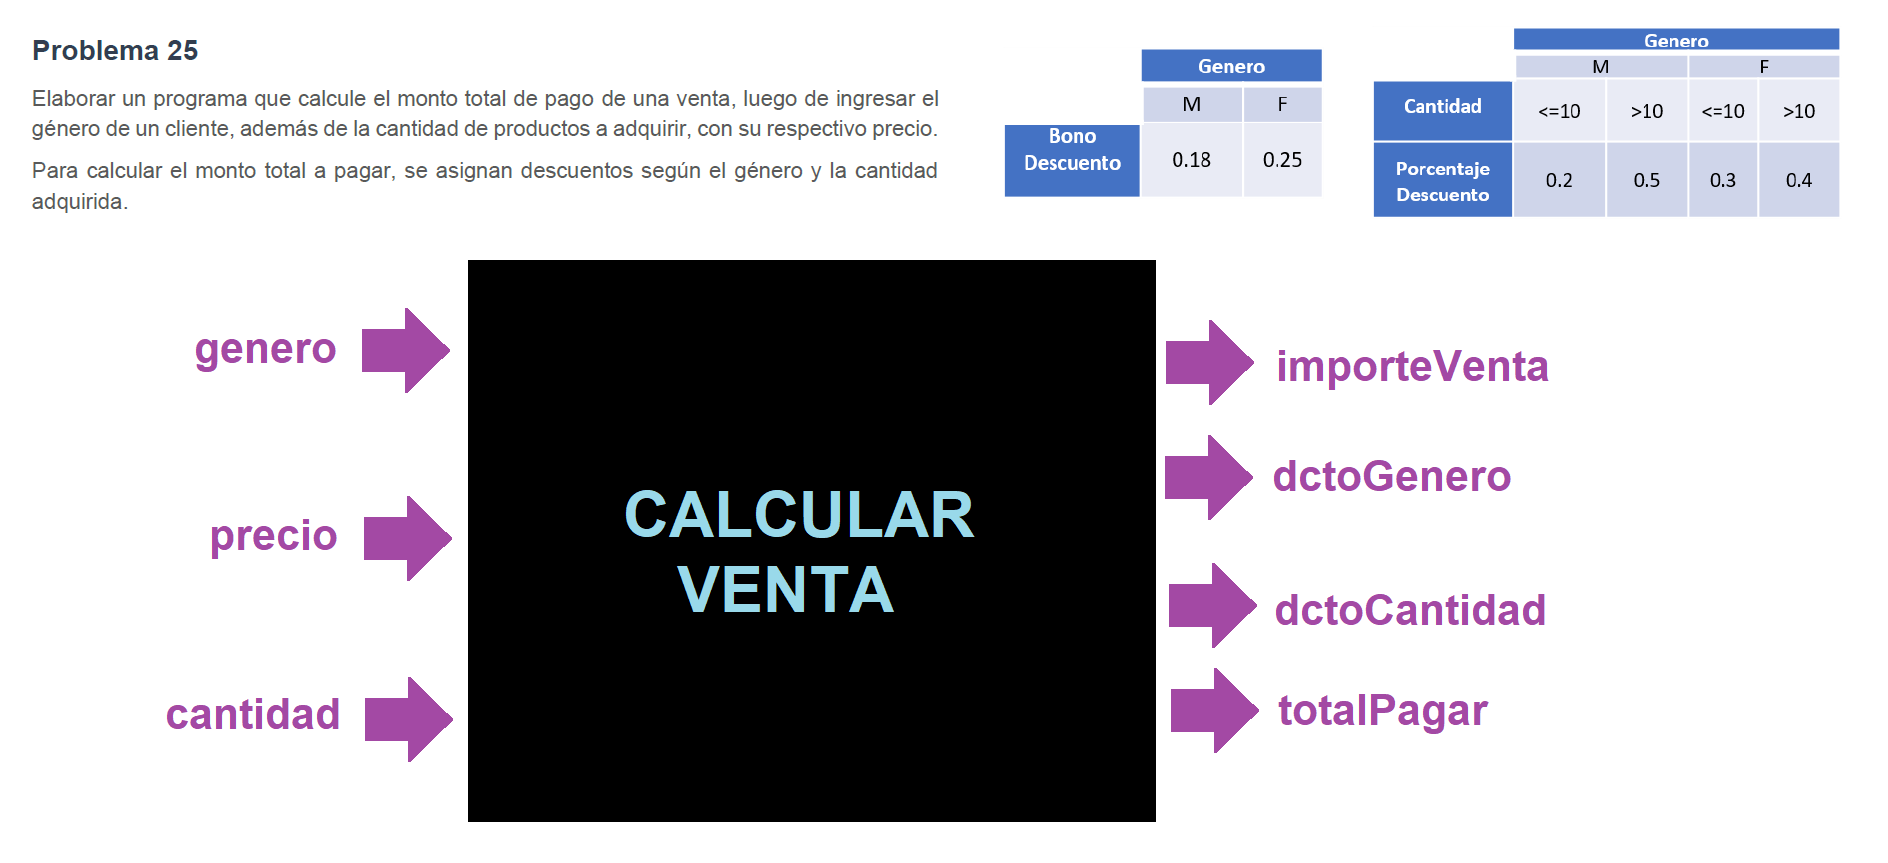 Problema 25
Elaborar un programa que calcule el monto total de pago de una venta, luego de ingresar el
género de un cliente, además de la cantidad de productos a adquirir, con su respectivo precio.
Para calcular el monto total a pagar, se asignan descuentos según el género y la cantidad
adquirida.
Genero
M F
Bono
Descuento
0.18 0.25
Genero
M F
Cantidad <=10 >10 <=10 >10
Porcentaje
Descuento
0.2 0.5 0.3 0.4
genero
precio
cantidad
CALCULAR
VENTA
importeVenta
dctoGenero
dctoCantidad
totalPagar